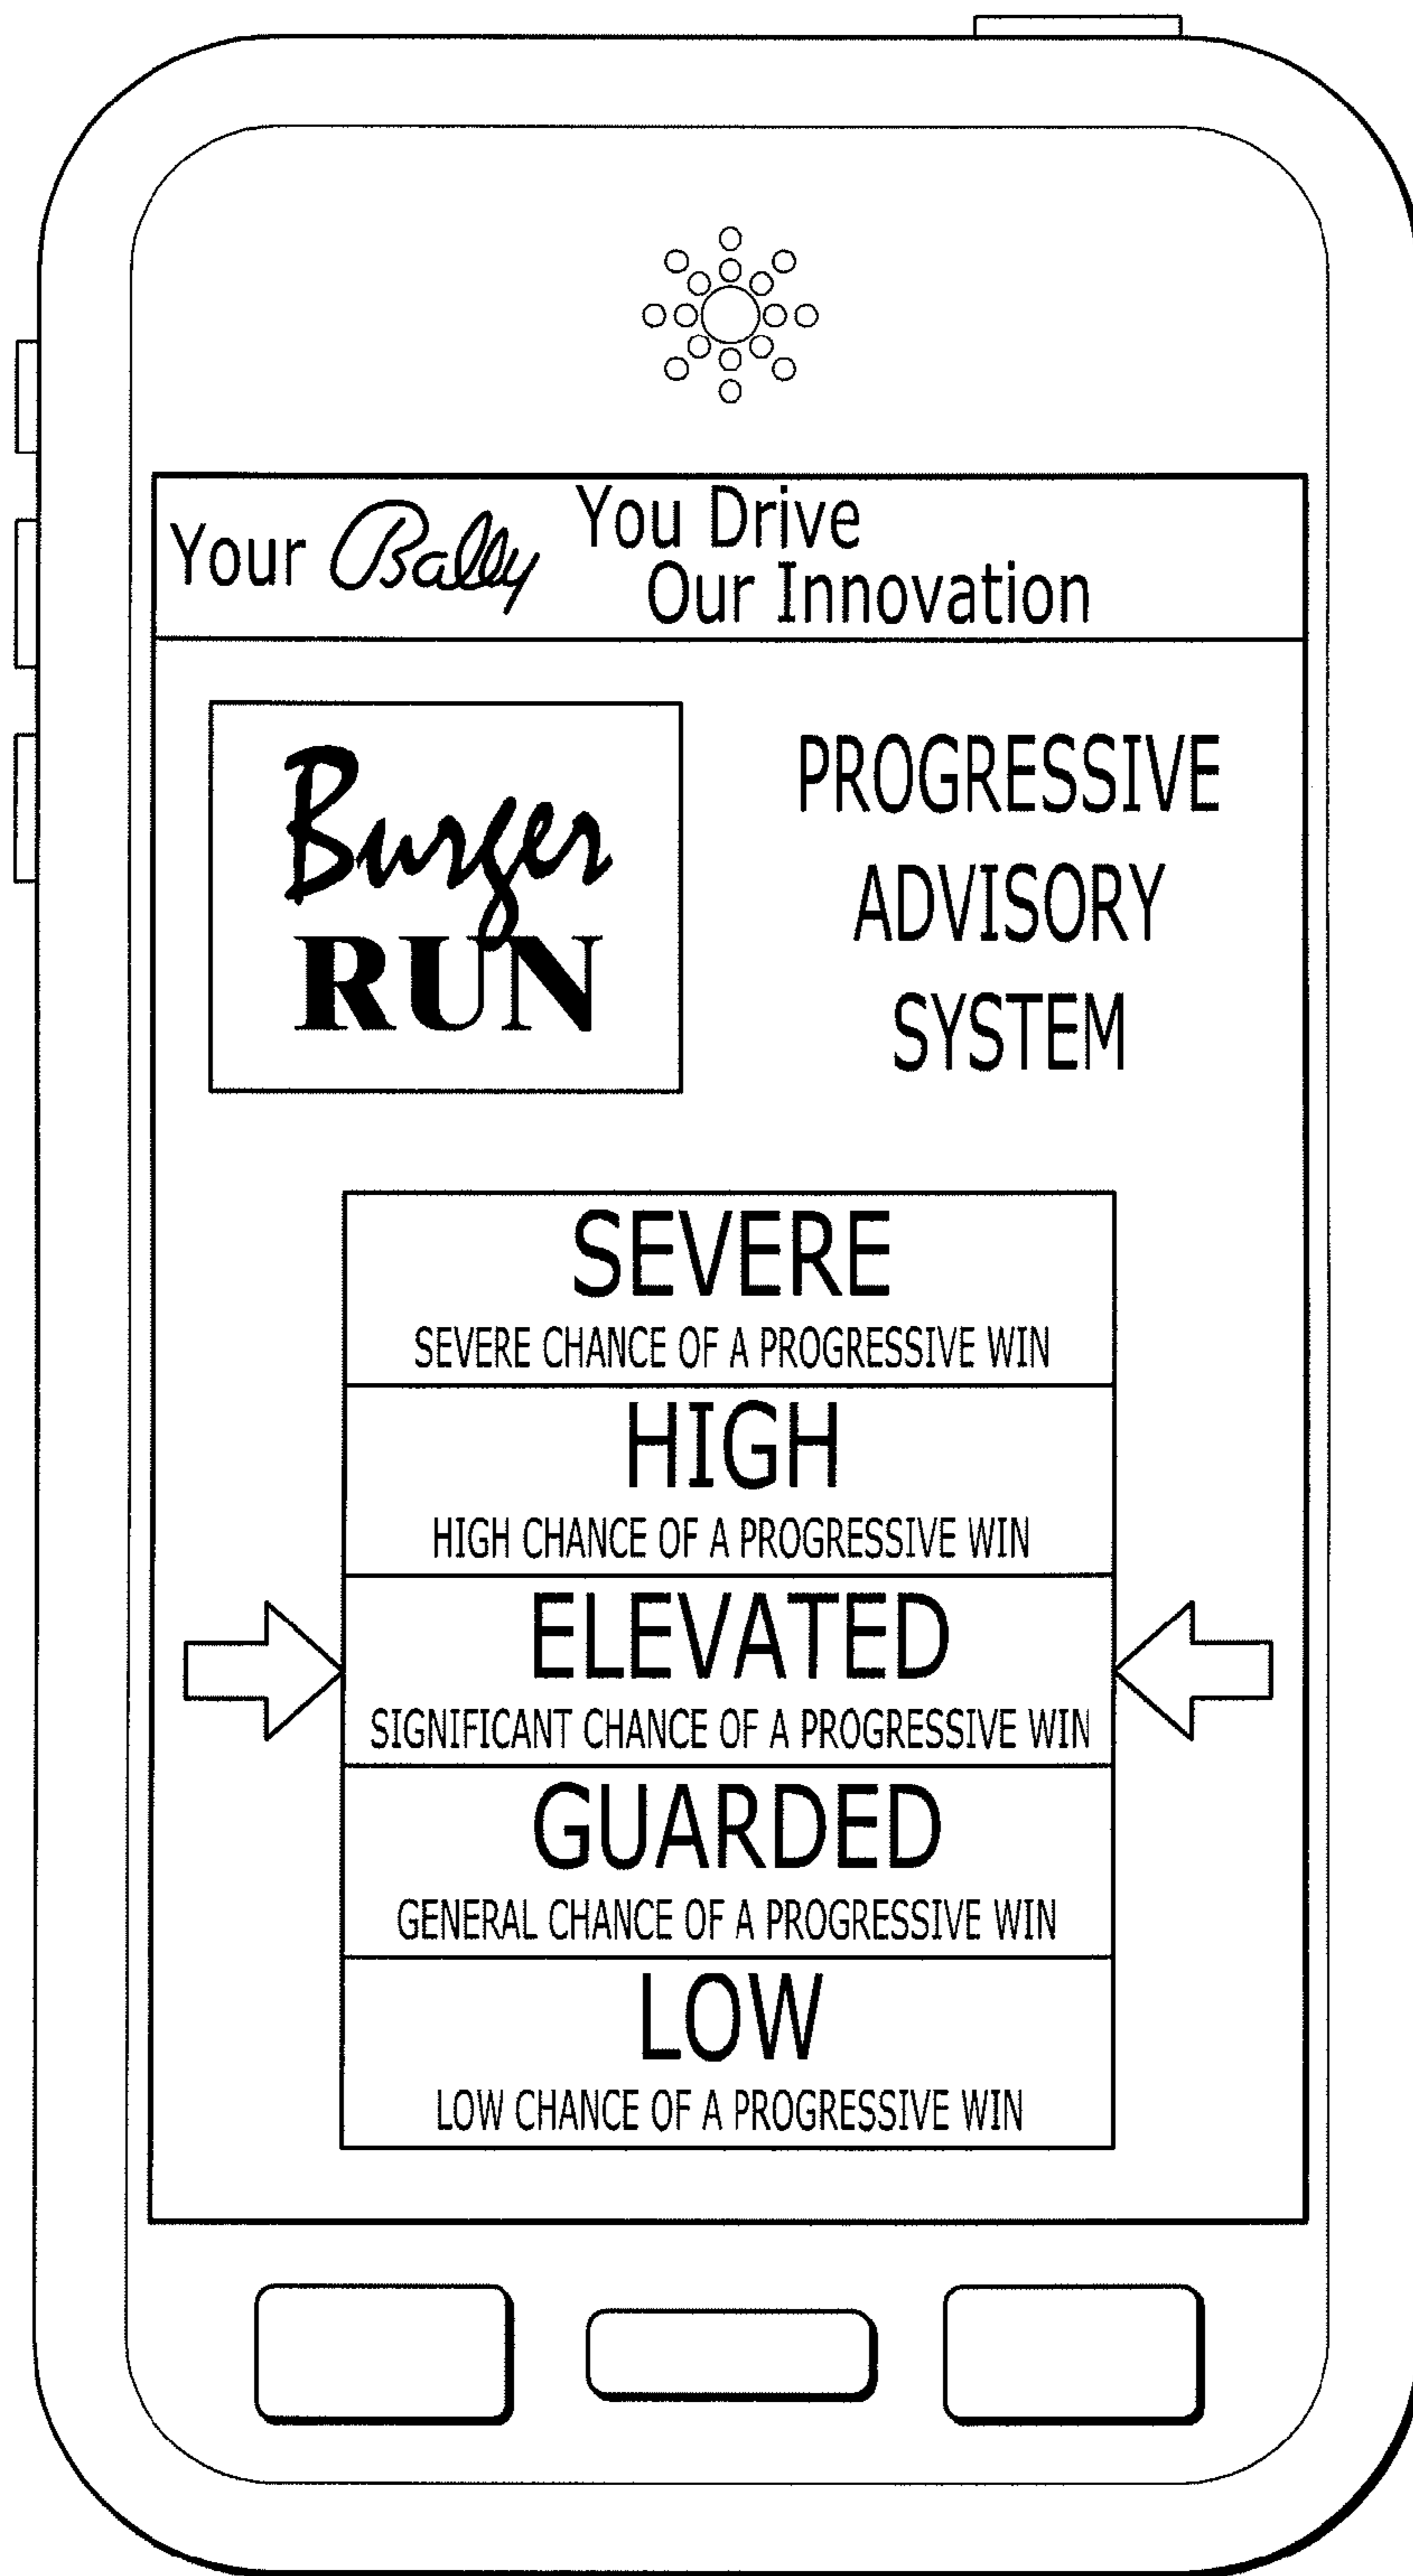 Your Bally You Drive
Our Innovation
Burger
RUN
PROGRESSIVE
ADVISORY
SYSTEM
SEVERE
SEVERE CHANCE OF A PROGRESSIVE WIN
HIGH
HIGH CHANCE OF A PROGRESSIVE WIN
ELEVATED
SIGNIFICANT CHANCE OF A PROGRESSIVE WIN
GUARDED
GENERAL CHANCE OF A PROGRESSIVE WIN
LOW
LOW CHANCE OF A PROGRESSIVE WIN